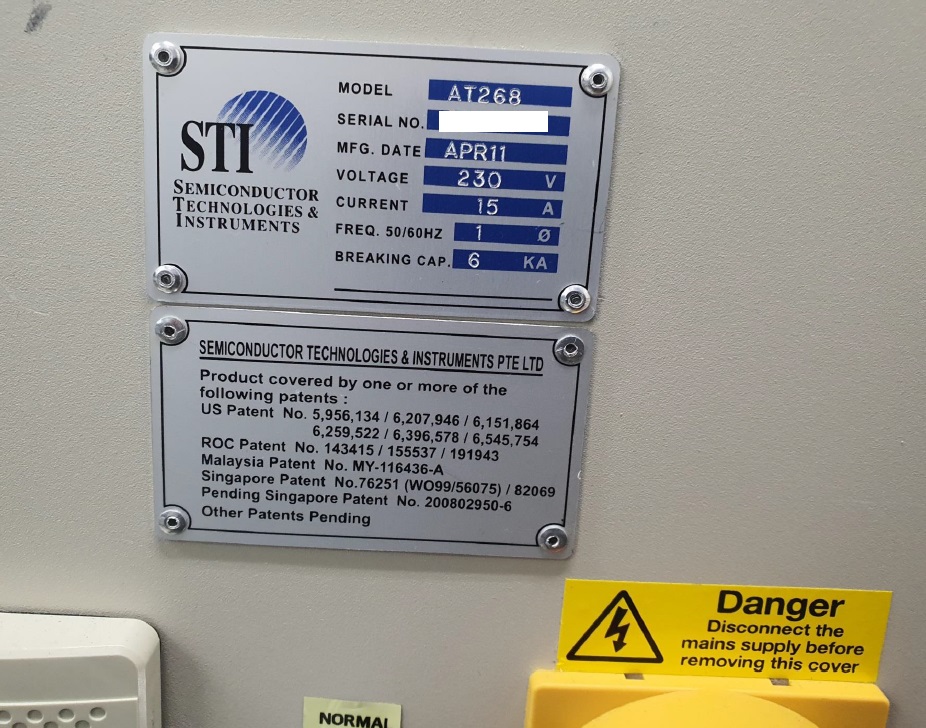 STI
SEMICONDUCTOR
TECHNOLOGIES &
INSTRUMENTS
MODEL AT268
SERIAL NO.
MFG. DATE APR11
VOLTAGE 230 V
CURRENT 15 A
FREQ. 50/60HZ 1 Ø
BREAKING CAP. 6 KA
SEMICONDUCTOR TECHNOLOGIES & INSTRUMENTS PTE LTD
Product covered by one or more of the
following patents :
US Patent No. 5,956,134 / 6,207,946 / 6,151,864
6,259,522 / 6,396,578 / 6,545,754
ROC Patent No. 143415 / 155537 / 191943
Malaysia Patent No. MY-116436-A
Singapore Patent No.76251 (WO99/56075) / 82069
Pending Singapore Patent No. 200802950-6
Other Patents Pending
Danger
Disconnect the
mains supply before
removing this cover
NORMAL